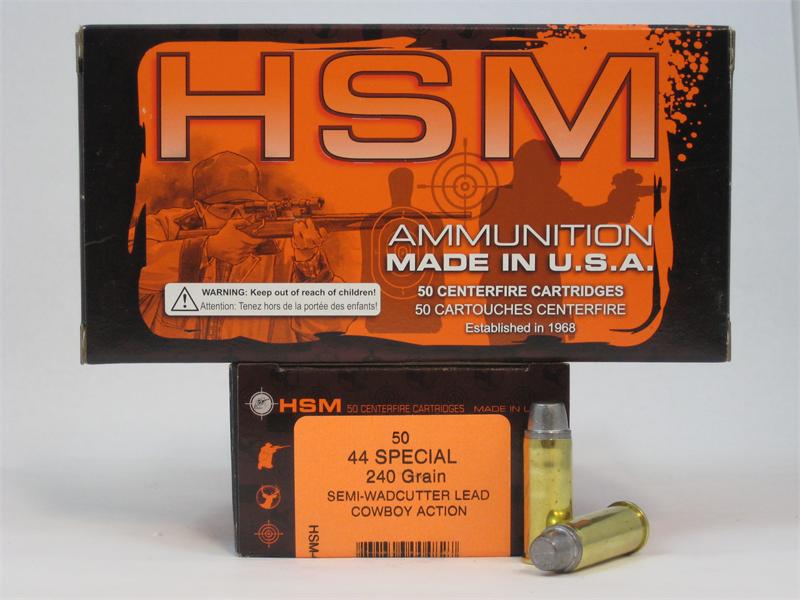 HSM
AMMUNITION
MADE IN U.S.A.
50 CENTERFIRE CARTRIDGES
50 CARTOUCHES CENTERFIRE
Established in 1968
WARNING: Keep out of reach of children!
Attention: Tenez hors de la portée des enfants!
HSM 50 CENTERFIRE CARTRIDGES MADE IN
50
44 SPECIAL
240 Grain
SEMI-WADCUTTER LEAD
COWBOY ACTION
HSM-